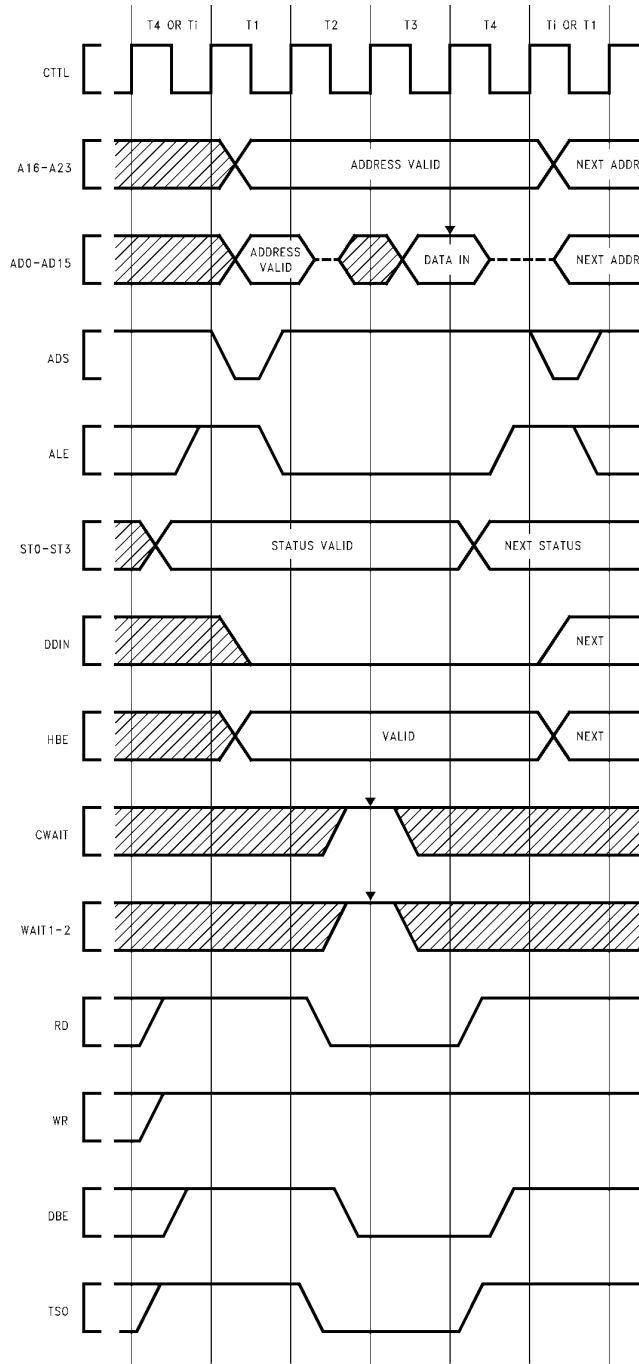 T4 OR Ti T1 T2 T3 T4 Ti OR T1
CTTL
A16-A23 ADDRESS VALID NEXT ADDR
AD0-AD15 ADDRESS VALID DATA IN NEXT ADDR
ADS
ALE
ST0-ST3 STATUS VALID NEXT STATUS
DDIN NEXT
HBE VALID NEXT
CWAIT
WAIT1-2
RD
WR
DBE
TSO